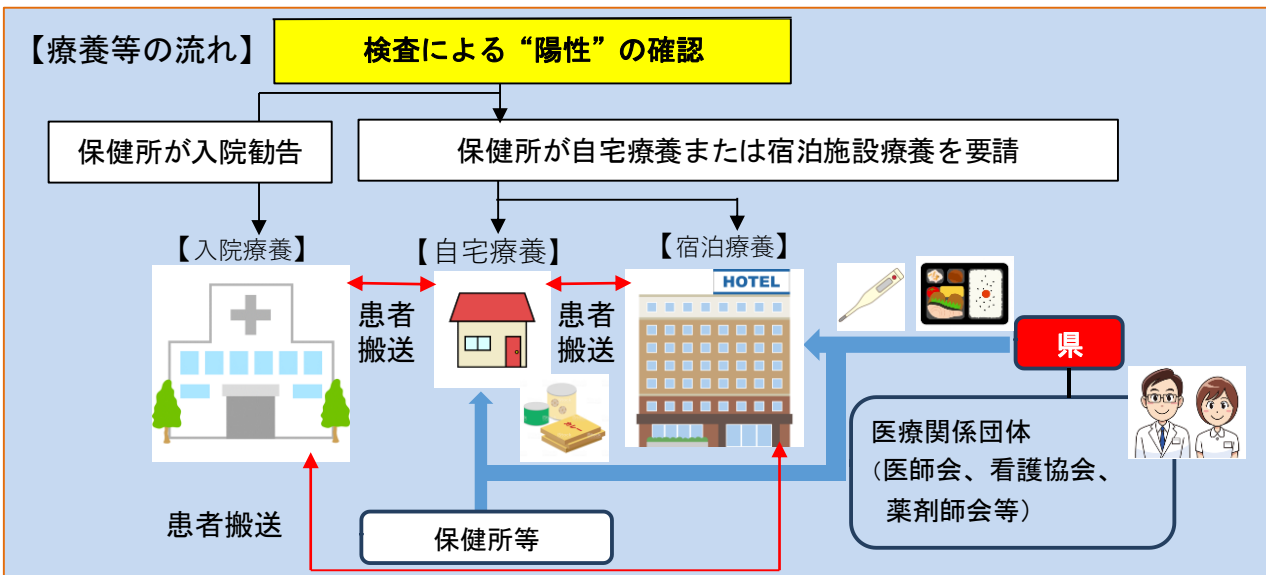 【療養等の流れ】
検査による“陽性”の確認
保健所が入院勧告
保健所が自宅療養または宿泊施設療養を要請
【入院療養】
【自宅療養】
【宿泊療養】
HOTEL
患者
搬送
患者
搬送
県
カレー
医療関係団体
（医師会、看護協会、
薬剤師会等）
患者搬送
保健所等